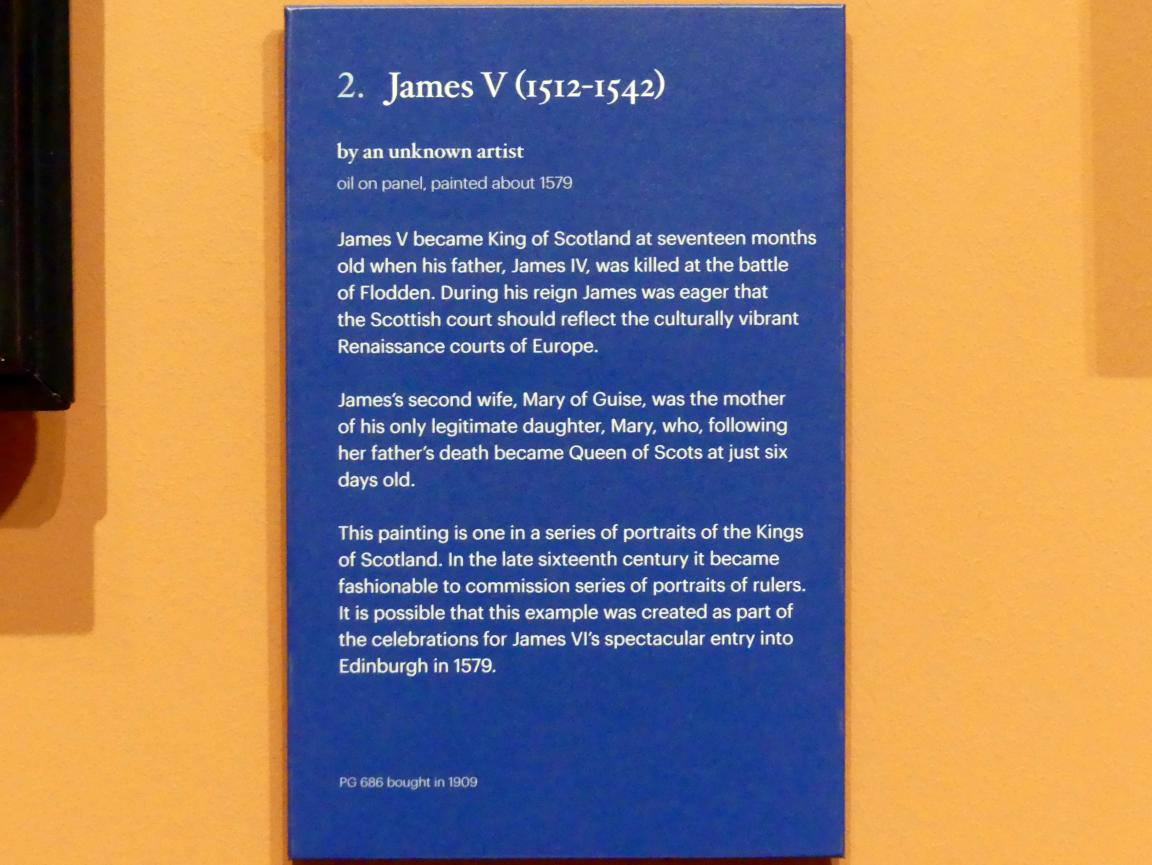 2. James V (1512-1542)
by an unknown artist
oil on panel, painted about 1579
James V became King of Scotland at seventeen months
old when his father, James IV, was killed at the battle
of Flodden. During his reign James was eager that
the Scottish court should reflect the culturally vibrant
Renaissance courts of Europe.
James’s second wife, Mary of Guise, was the mother
of his only legitimate daughter, Mary, who, following
her father’s death became Queen of Scots at just six
days old.
This painting is one in a series of portraits of the Kings
of Scotland. In the late sixteenth century it became
fashionable to commission series of portraits of rulers.
It is possible that this example was created as part of
the celebrations for James VI’s spectacular entry into
Edinburgh in 1579.
PG 686 bought in 1909